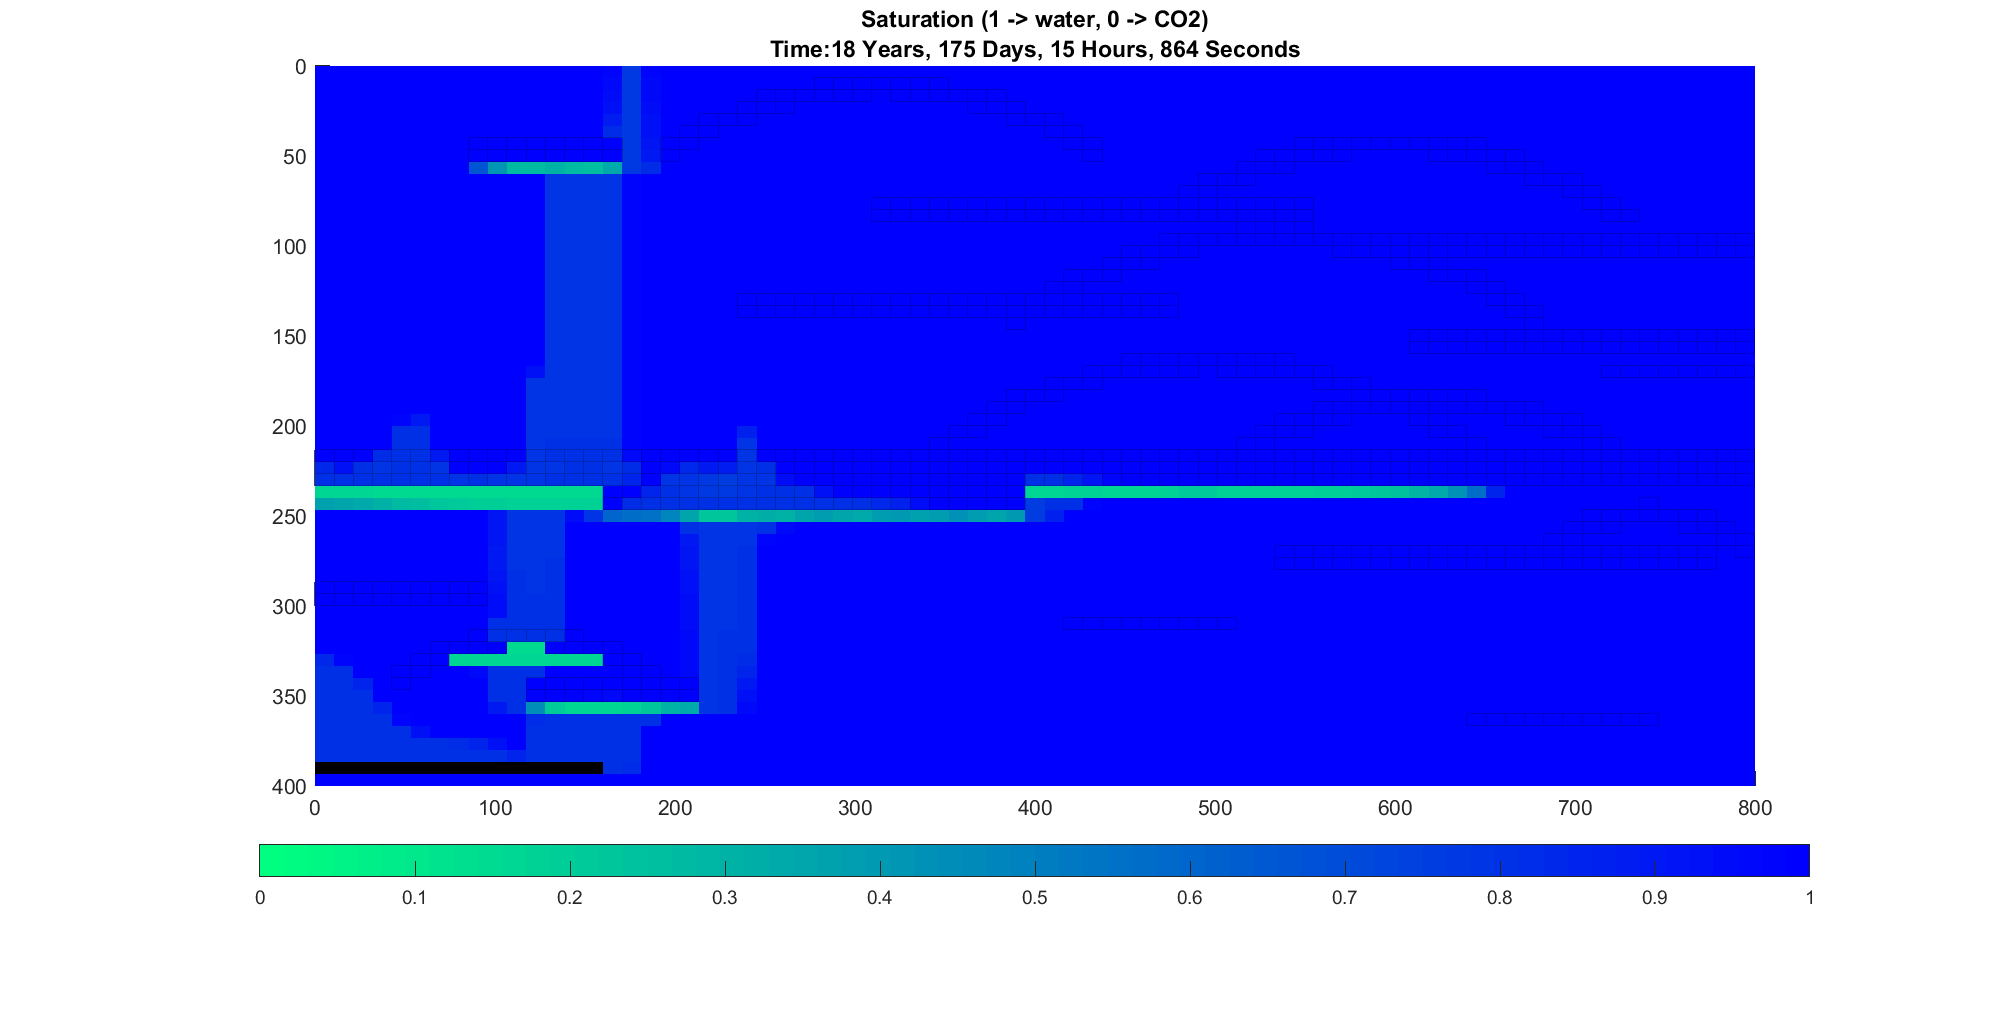 Saturation (1 -> water, 0 -> CO2)
Time:18 Years, 175 Days, 15 Hours, 864 Seconds
0
50
100
150
200
250
300
350
400
0 100 200 300 400 500 600 700 800
0 0.1 0.2 0.3 0.4 0.5 0.6 0.7 0.8 0.9 1